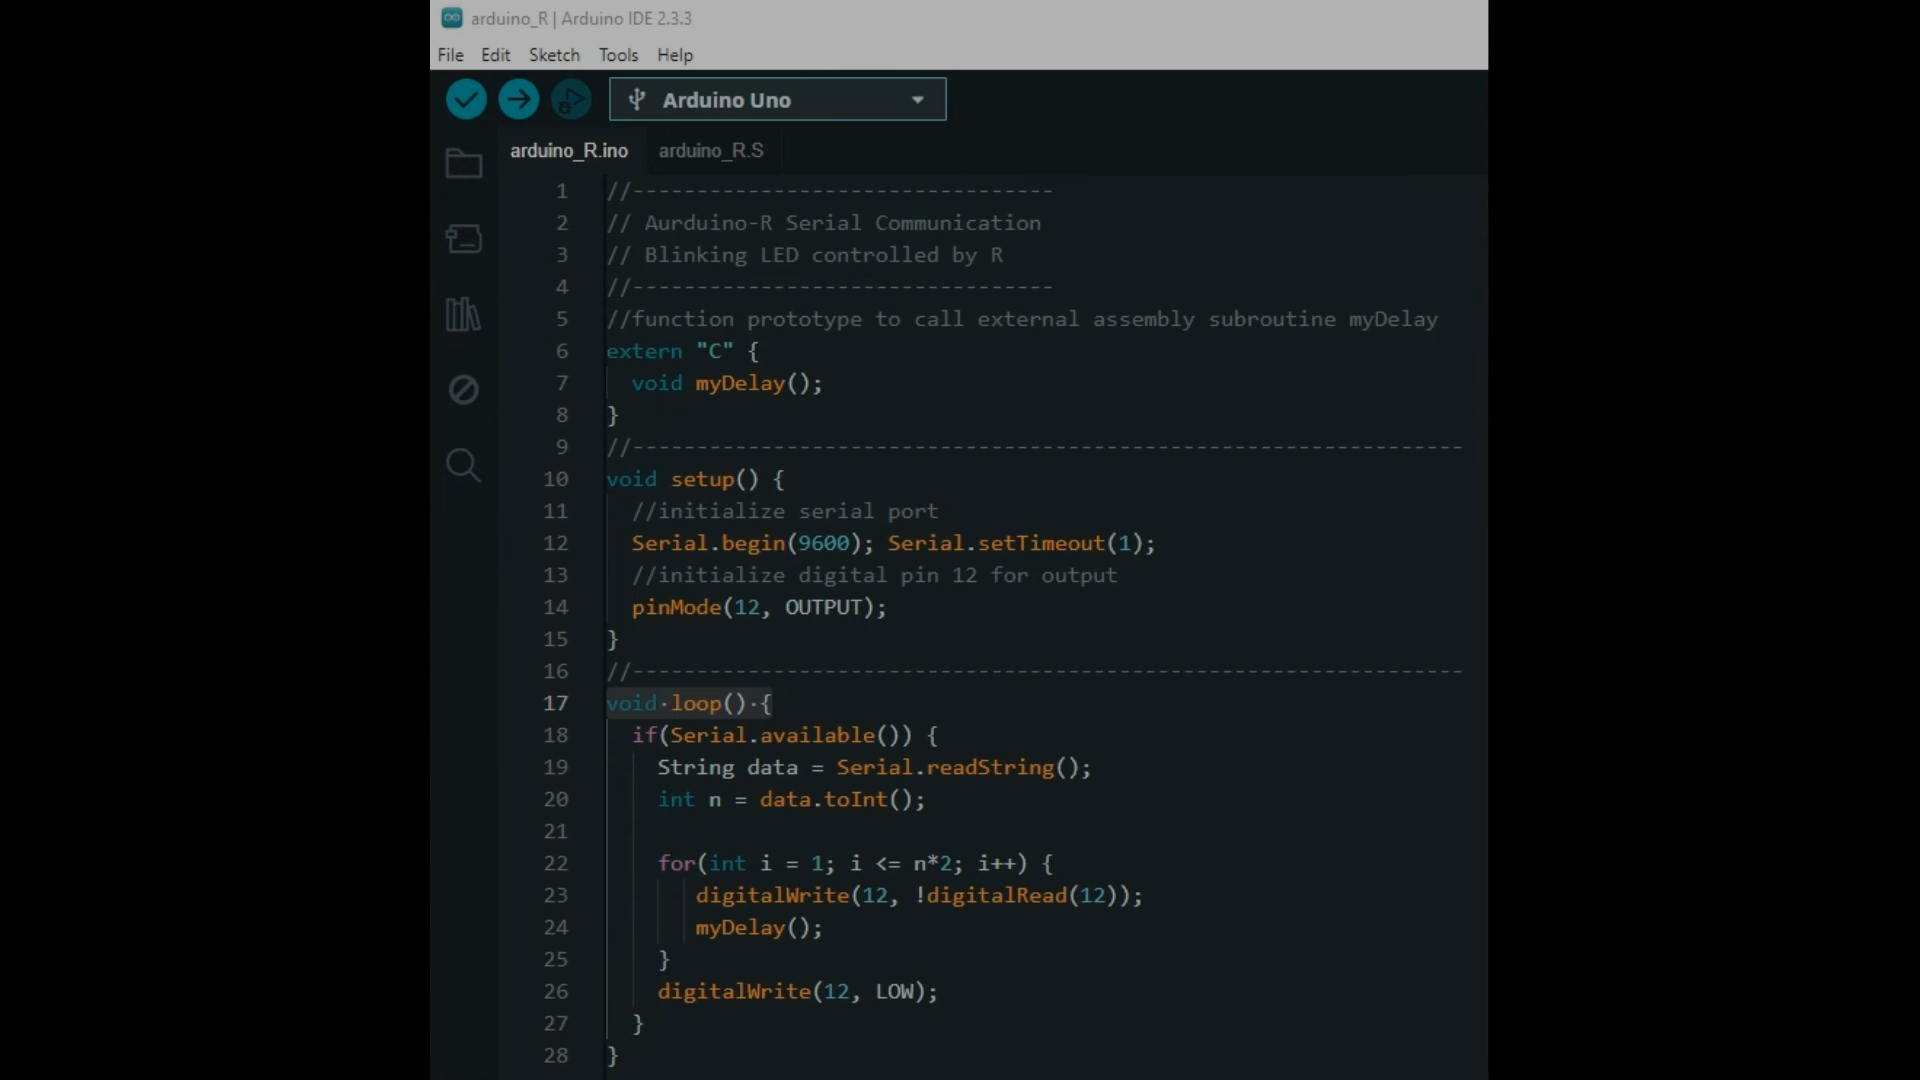 arduino_R | Arduino IDE 2.3.3
File Edit Sketch Tools Help
Arduino Uno
arduino_R.ino arduino_R.S
1 //---------------------------------
2 // Aurduino-R Serial Communication
3 // Blinking LED controlled by R
4 //---------------------------------
5 //function prototype to call external assembly subroutine myDelay
6 extern "C" {
7 void myDelay();
8 }
9 //-----------------------------------------------------------------
10 void setup() {
11 //initialize serial port
12 Serial.begin(9600); Serial.setTimeout(1);
13 //initialize digital pin 12 for output
14 pinMode(12, OUTPUT);
15 }
16 //-----------------------------------------------------------------
17 void·loop()·{
18 if(Serial.available()) {
19 String data = Serial.readString();
20 int n = data.toInt();
21
22 for(int i = 1; i <= n*2; i++) {
23 digitalWrite(12, !digitalRead(12));
24 myDelay();
25 }
26 digitalWrite(12, LOW);
27 }
28 }